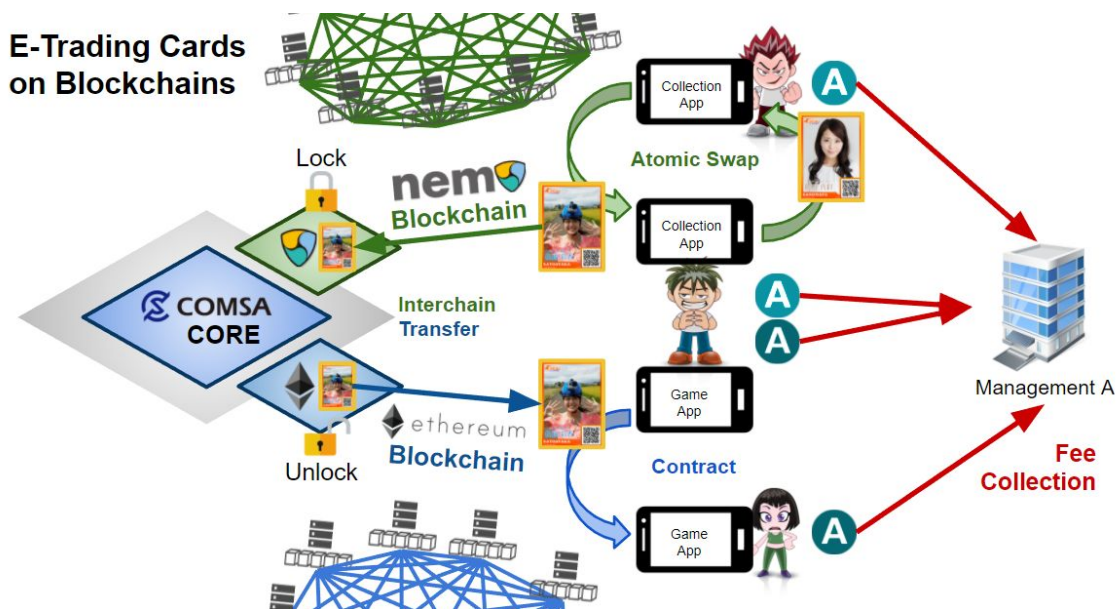 E-Trading Cards
on Blockchains
Collection
App
A
Lock
Atomic Swap
nem
Blockchain
Collection
App
COMSA
CORE
Interchain
Transfer
A
A
Management A
ethereum
Blockchain
Unlock
Game
App
Contract
Fee
Collection
Game
App
A